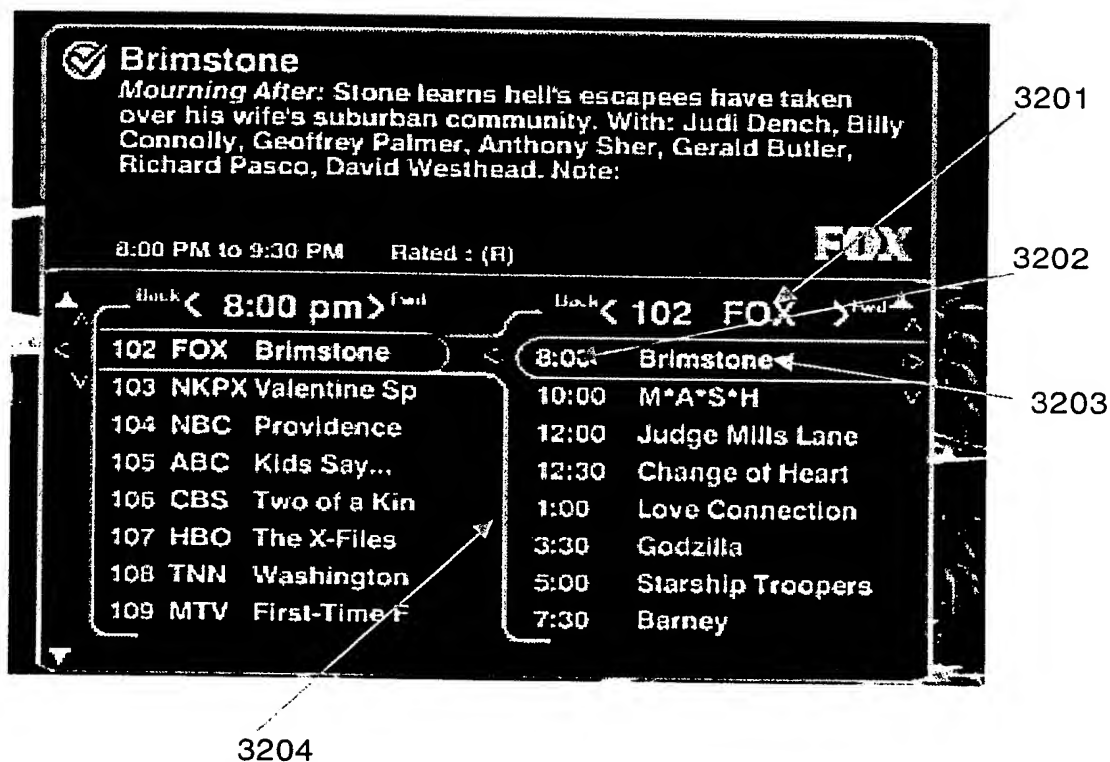 Brimstone
Mourning After: Stone learns hell's escapees have taken
over his wife's suburban community. With: Judi Dench, Billy
Connolly, Geoffrey Palmer, Anthony Sher, Gerald Butler,
Richard Pasco, David Westhead. Note:
8:00 PM to 9:30 PM Rated : (R)
FOX
Back < 8:00 pm > Fwd
102 FOX Brimstone
103 NKPX Valentine Sp
104 NBC Providence
105 ABC Kids Say...
106 CBS Two of a Kin
107 HBO The X-Files
108 TNN Washington
109 MTV First-Time F
Back < 102 FOX > Fwd
8:00 Brimstone
10:00 M*A*S*H
12:00 Judge Mills Lane
12:30 Change of Heart
1:00 Love Connection
3:30 Godzilla
5:00 Starship Troopers
7:30 Barney
3201
3202
3203
3204